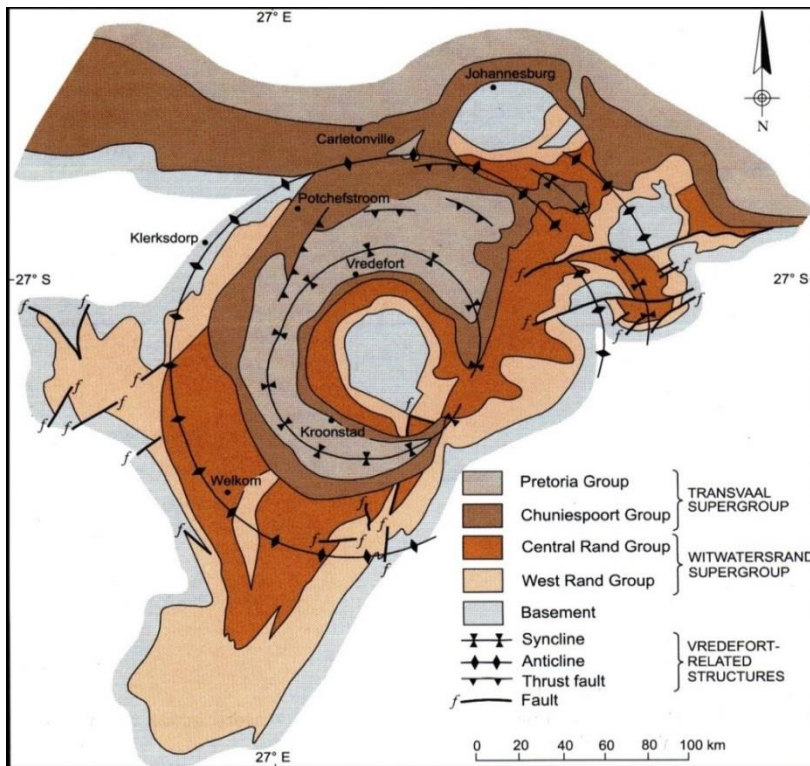 27° E
Johannesburg
N
Carletonville
Potchefstroom
Klerksdorp
27° S
Vredefort
27° S
f
f
f
f
f
f
f
f
f
f
f
f
f
Kroonstad
Welkom
f
f
f
f
f
Pretoria Group
Chuniespoort Group
TRANSVAAL
SUPERGROUP
Central Rand Group
West Rand Group
WITWATERSRAND
SUPERGROUP
Basement
Syncline
Anticline
Thrust fault
VREDEFORT-
RELATED
STRUCTURES
f Fault
27° E
0 20 40 60 80 100 km